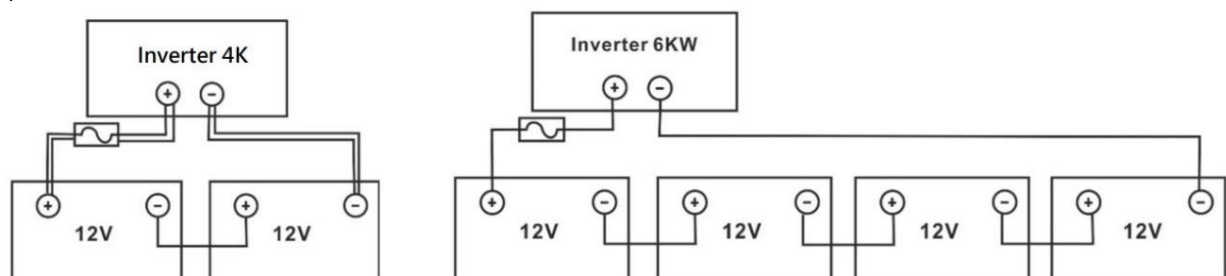 Inverter 4K
Inverter 6KW
+ −
+ −
+ − + −
12V 12V
+ − + − + − + −
12V 12V 12V 12V